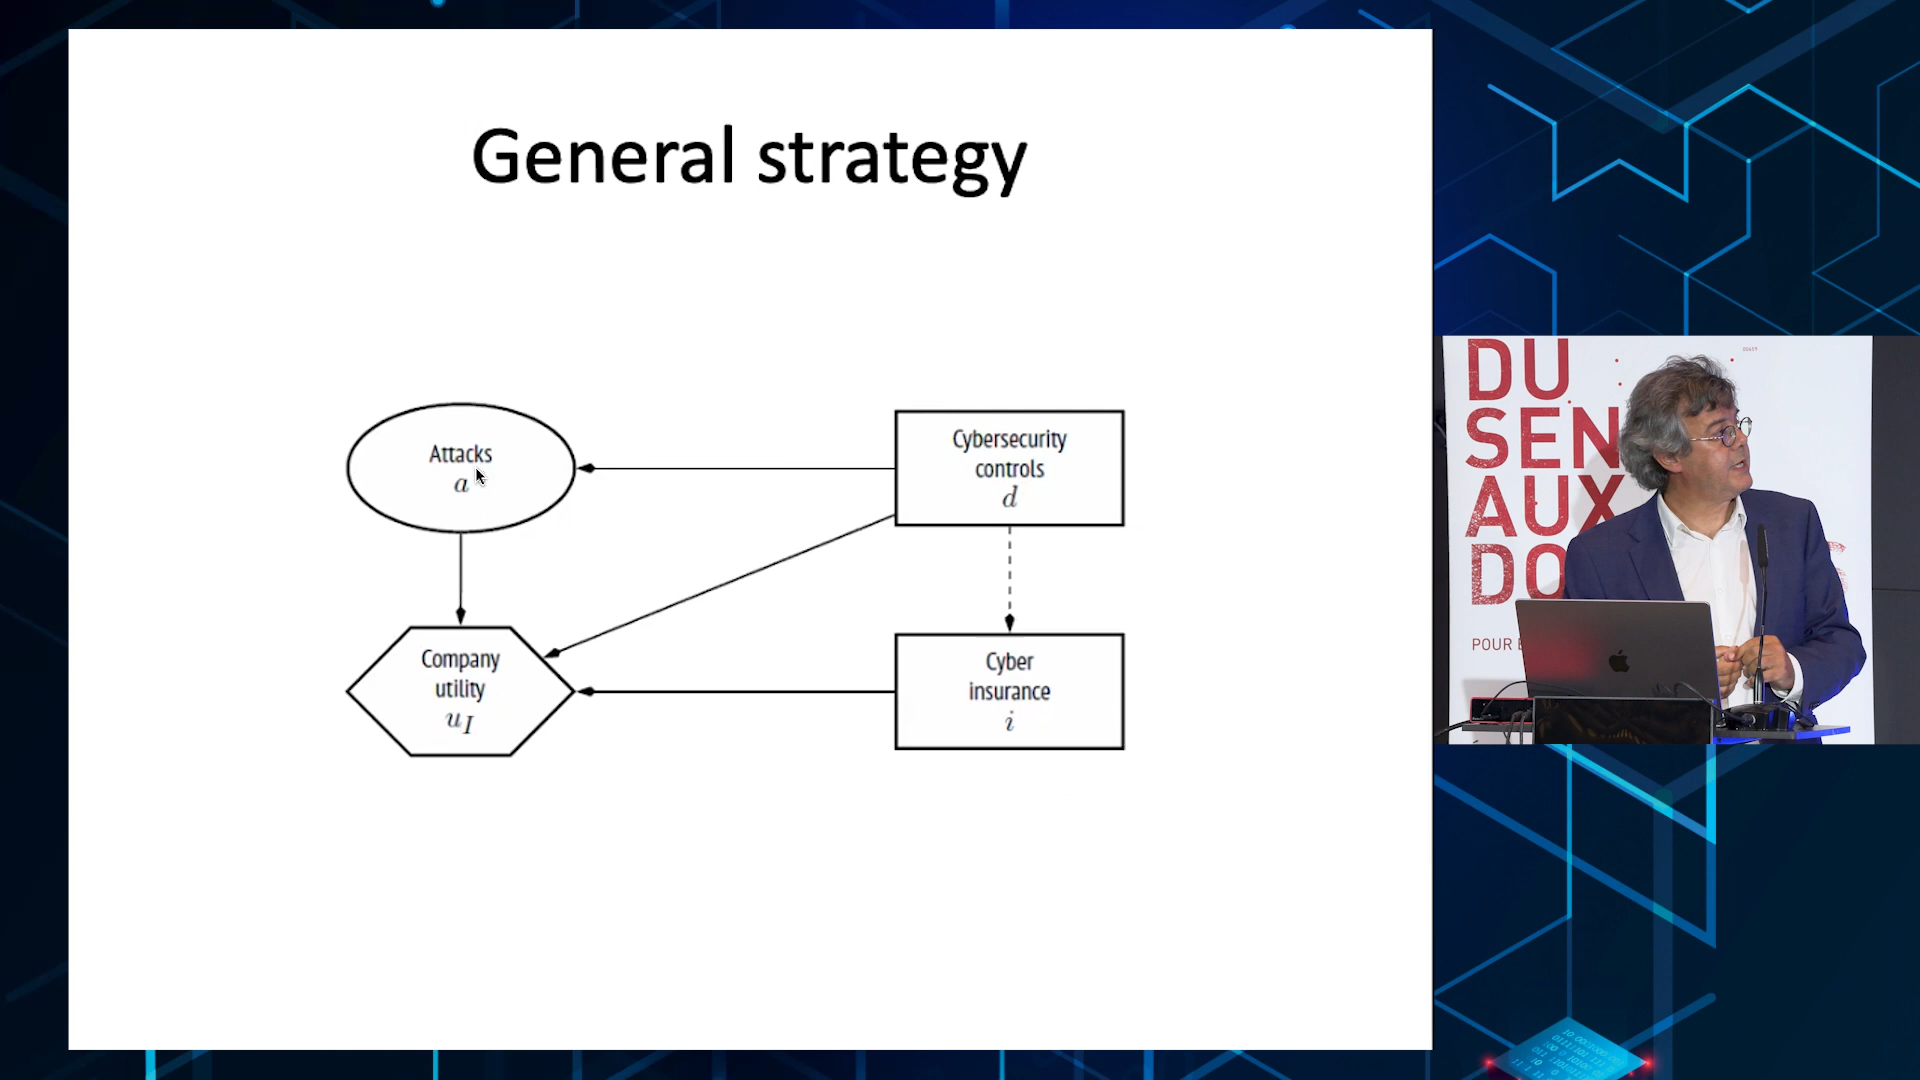 General strategy
Attacks
a
Cybersecurity
controls
d
Company
utility
u_I
Cyber
insurance
i
DU
SEN
AUX
DO
POUR